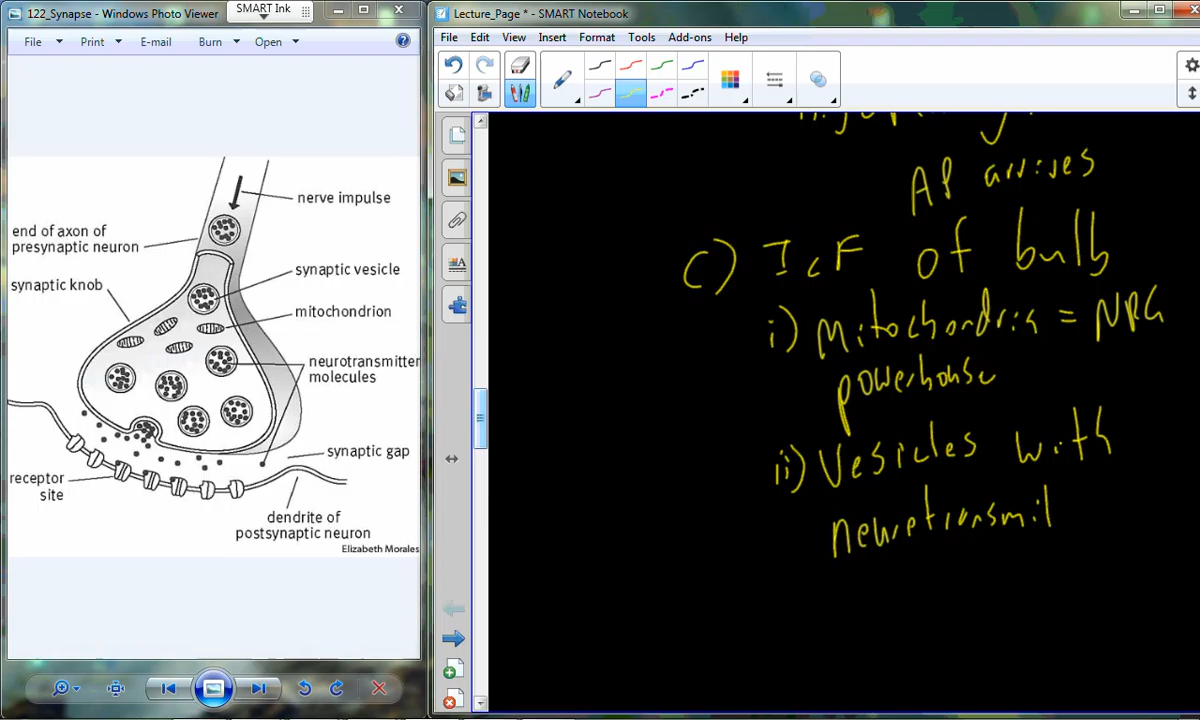 122_Synapse - Windows Photo Viewer
SMART Ink
File Print E-mail Burn Open
nerve impulse
end of axon of
presynaptic neuron
synaptic vesicle
synaptic knob
mitochondrion
neurotransmitter
molecules
synaptic gap
receptor
site
dendrite of
postsynaptic neuron
Elizabeth Morales
Lecture_Page * - SMART Notebook
File Edit View Insert Format Tools Add-ons Help
AP arrives
c) IcF of bulb
i) Mitochondria = NRG
powerhouse
ii) Vesicles with
neurotransmit